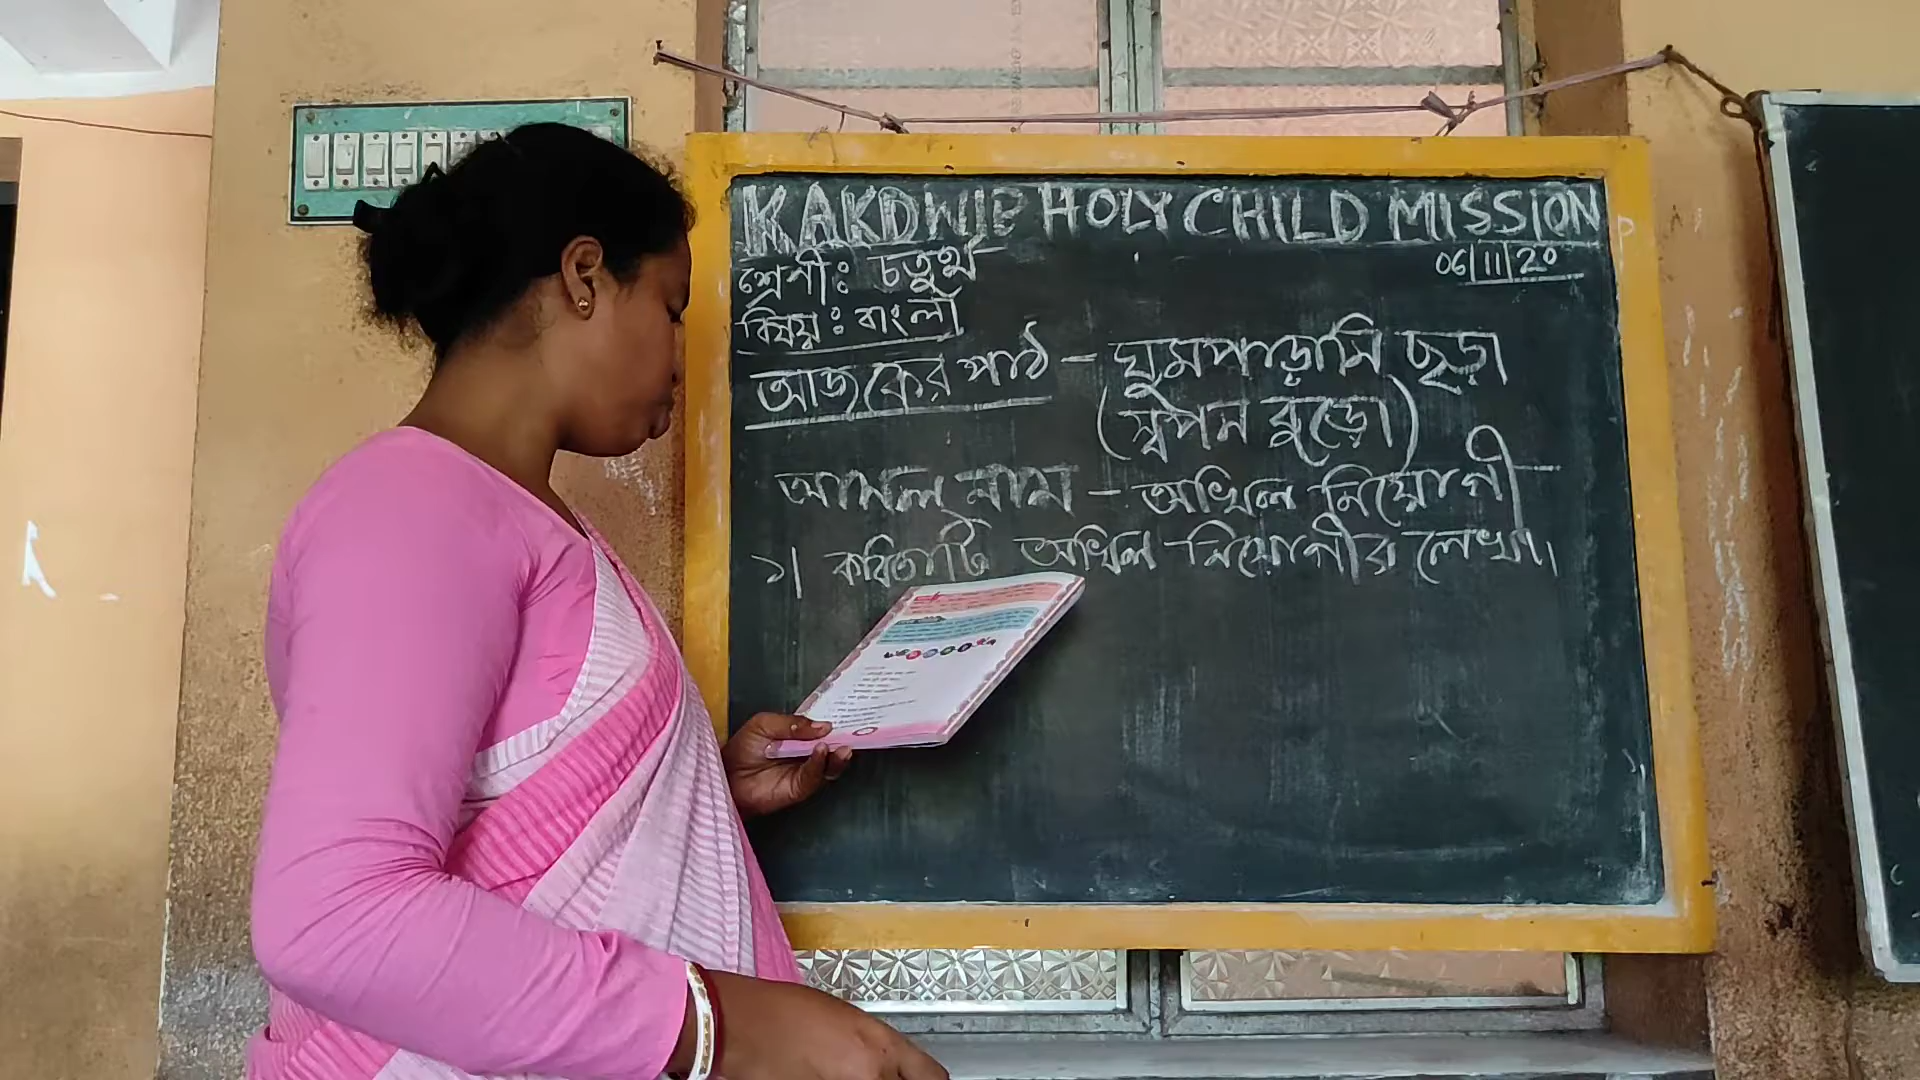 KAKDWIP HOLY CHILD MISSION
শ্রেণী: চতুর্থ
06/11/20
বিষয়: বাংলা
আজকের পাঠ - ঘুমপাড়ানি ছড়া
(স্বপন বুড়ো)
আসল নাম - অখিল নিয়োগী
১| কবিতাটি অখিল নিয়োগীর লেখা।